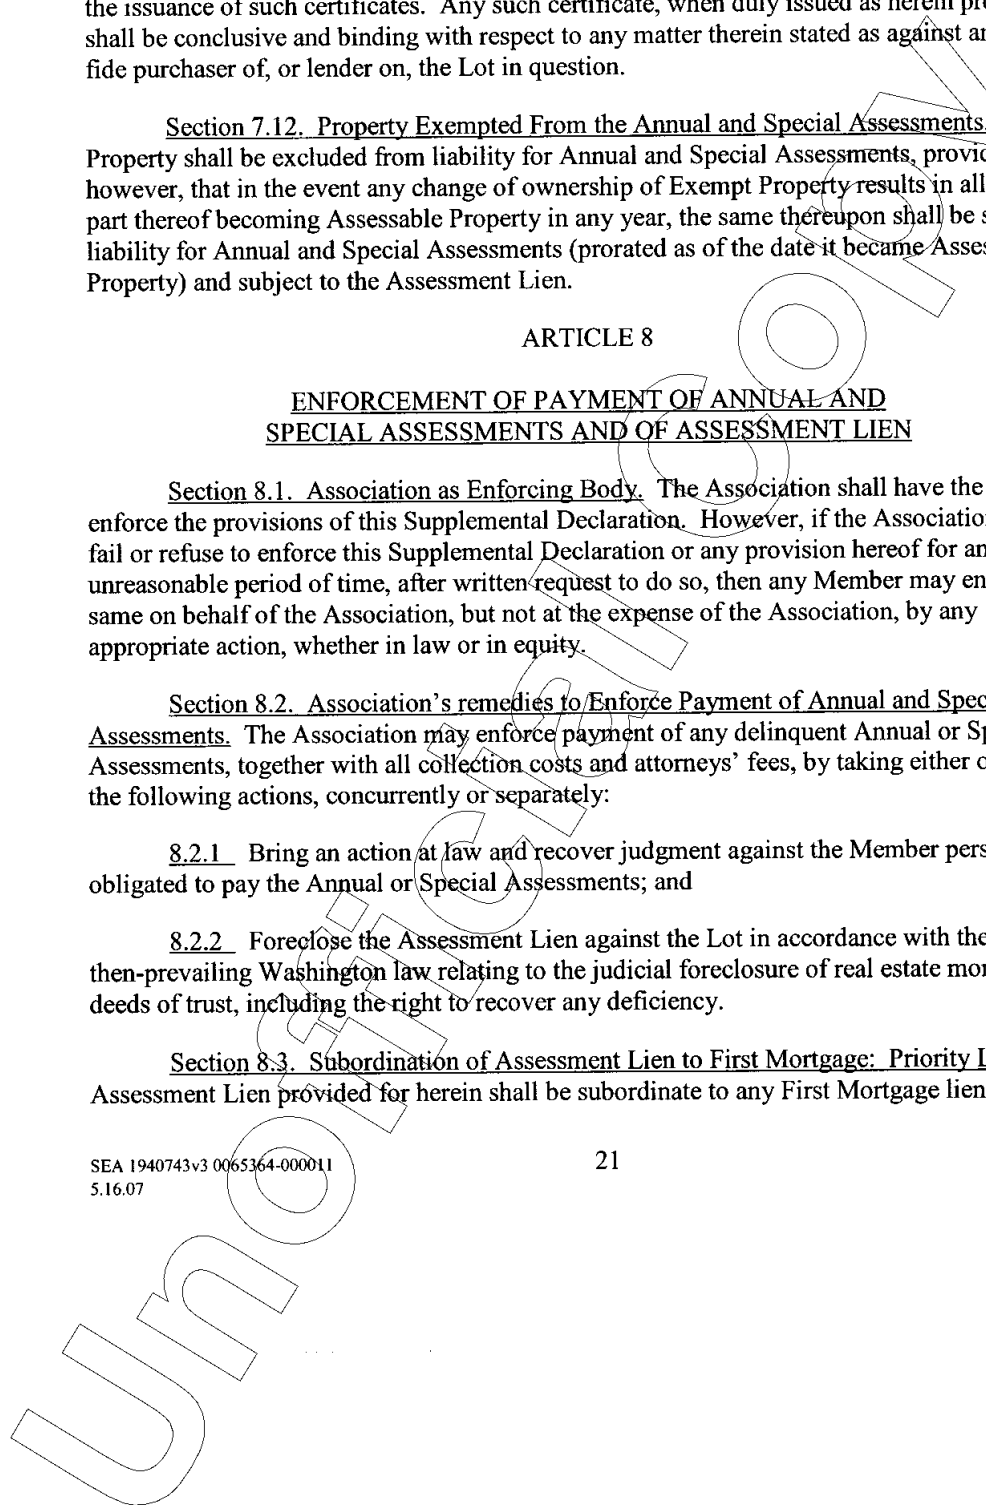 the issuance of such certificates. Any such certificate, when duly issued as herein pr
shall be conclusive and binding with respect to any matter therein stated as against a
fide purchaser of, or lender on, the Lot in question.
Section 7.12. Property Exempted From the Annual and Special Assessments.
Property shall be excluded from liability for Annual and Special Assessments, provid
however, that in the event any change of ownership of Exempt Property results in all
part thereof becoming Assessable Property in any year, the same thereupon shall be s
liability for Annual and Special Assessments (prorated as of the date it became Asses
Property) and subject to the Assessment Lien.
ARTICLE 8
ENFORCEMENT OF PAYMENT OF ANNUAL AND
SPECIAL ASSESSMENTS AND OF ASSESSMENT LIEN
Section 8.1. Association as Enforcing Body. The Association shall have the
enforce the provisions of this Supplemental Declaration. However, if the Associatio
fail or refuse to enforce this Supplemental Declaration or any provision hereof for an
unreasonable period of time, after written request to do so, then any Member may en
same on behalf of the Association, but not at the expense of the Association, by any
appropriate action, whether in law or in equity.
Section 8.2. Association's remedies to Enforce Payment of Annual and Spec
Assessments. The Association may enforce payment of any delinquent Annual or Sp
Assessments, together with all collection costs and attorneys' fees, by taking either o
the following actions, concurrently or separately:
8.2.1 Bring an action at law and recover judgment against the Member pers
obligated to pay the Annual or Special Assessments; and
8.2.2 Foreclose the Assessment Lien against the Lot in accordance with the
then-prevailing Washington law relating to the judicial foreclosure of real estate mo
deeds of trust, including the right to recover any deficiency.
Section 8.3. Subordination of Assessment Lien to First Mortgage: Priority L
Assessment Lien provided for herein shall be subordinate to any First Mortgage lien
SEA 1940743v3 0065364-000011
21
5.16.07
Unofficial Copy